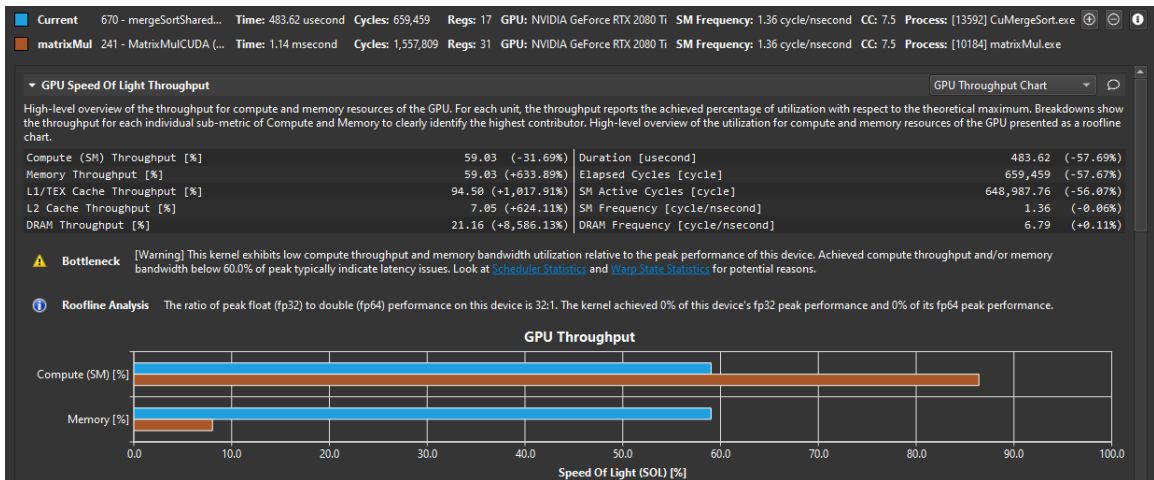 Current 670 - mergeSortShared... Time: 483.62 usecond Cycles: 659,459 Regs: 17 GPU: NVIDIA GeForce RTX 2080 Ti SM Frequency: 1.36 cycle/nsecond CC: 7.5 Process: [13592] CuMergeSort.exe
matrixMul 241 - MatrixMulCUDA (... Time: 1.14 msecond Cycles: 1,557,809 Regs: 31 GPU: NVIDIA GeForce RTX 2080 Ti SM Frequency: 1.36 cycle/nsecond CC: 7.5 Process: [10184] matrixMul.exe
GPU Speed Of Light Throughput GPU Throughput Chart
High-level overview of the throughput for compute and memory resources of the GPU. For each unit, the throughput reports the achieved percentage of utilization with respect to the theoretical maximum. Breakdowns show
the throughput for each individual sub-metric of Compute and Memory to clearly identify the highest contributor. High-level overview of the utilization for compute and memory resources of the GPU presented as a roofline
chart.
Compute (SM) Throughput [%] 59.03 (-31.69%) Duration [usecond] 483.62 (-57.69%)
Memory Throughput [%] 59.03 (+633.89%) Elapsed Cycles [cycle] 659,459 (-57.67%)
L1/TEX Cache Throughput [%] 94.50 (+1,017.91%) SM Active Cycles [cycle] 648,987.76 (-56.07%)
L2 Cache Throughput [%] 7.05 (+624.11%) SM Frequency [cycle/nsecond] 1.36 (-0.06%)
DRAM Throughput [%] 21.16 (+8,586.13%) DRAM Frequency [cycle/nsecond] 6.79 (+0.11%)
Bottleneck [Warning] This kernel exhibits low compute throughput and memory bandwidth utilization relative to the peak performance of this device. Achieved compute throughput and/or memory
bandwidth below 60.0% of peak typically indicate latency issues. Look at Scheduler Statistics and Warp State Statistics for potential reasons.
Roofline Analysis The ratio of peak float (fp32) to double (fp64) performance on this device is 32:1. The kernel achieved 0% of this device's fp32 peak performance and 0% of its fp64 peak performance.
GPU Throughput
Compute (SM) [%]
Memory [%]
0.0 10.0 20.0 30.0 40.0 50.0 60.0 70.0 80.0 90.0 100.0
Speed Of Light (SOL) [%]